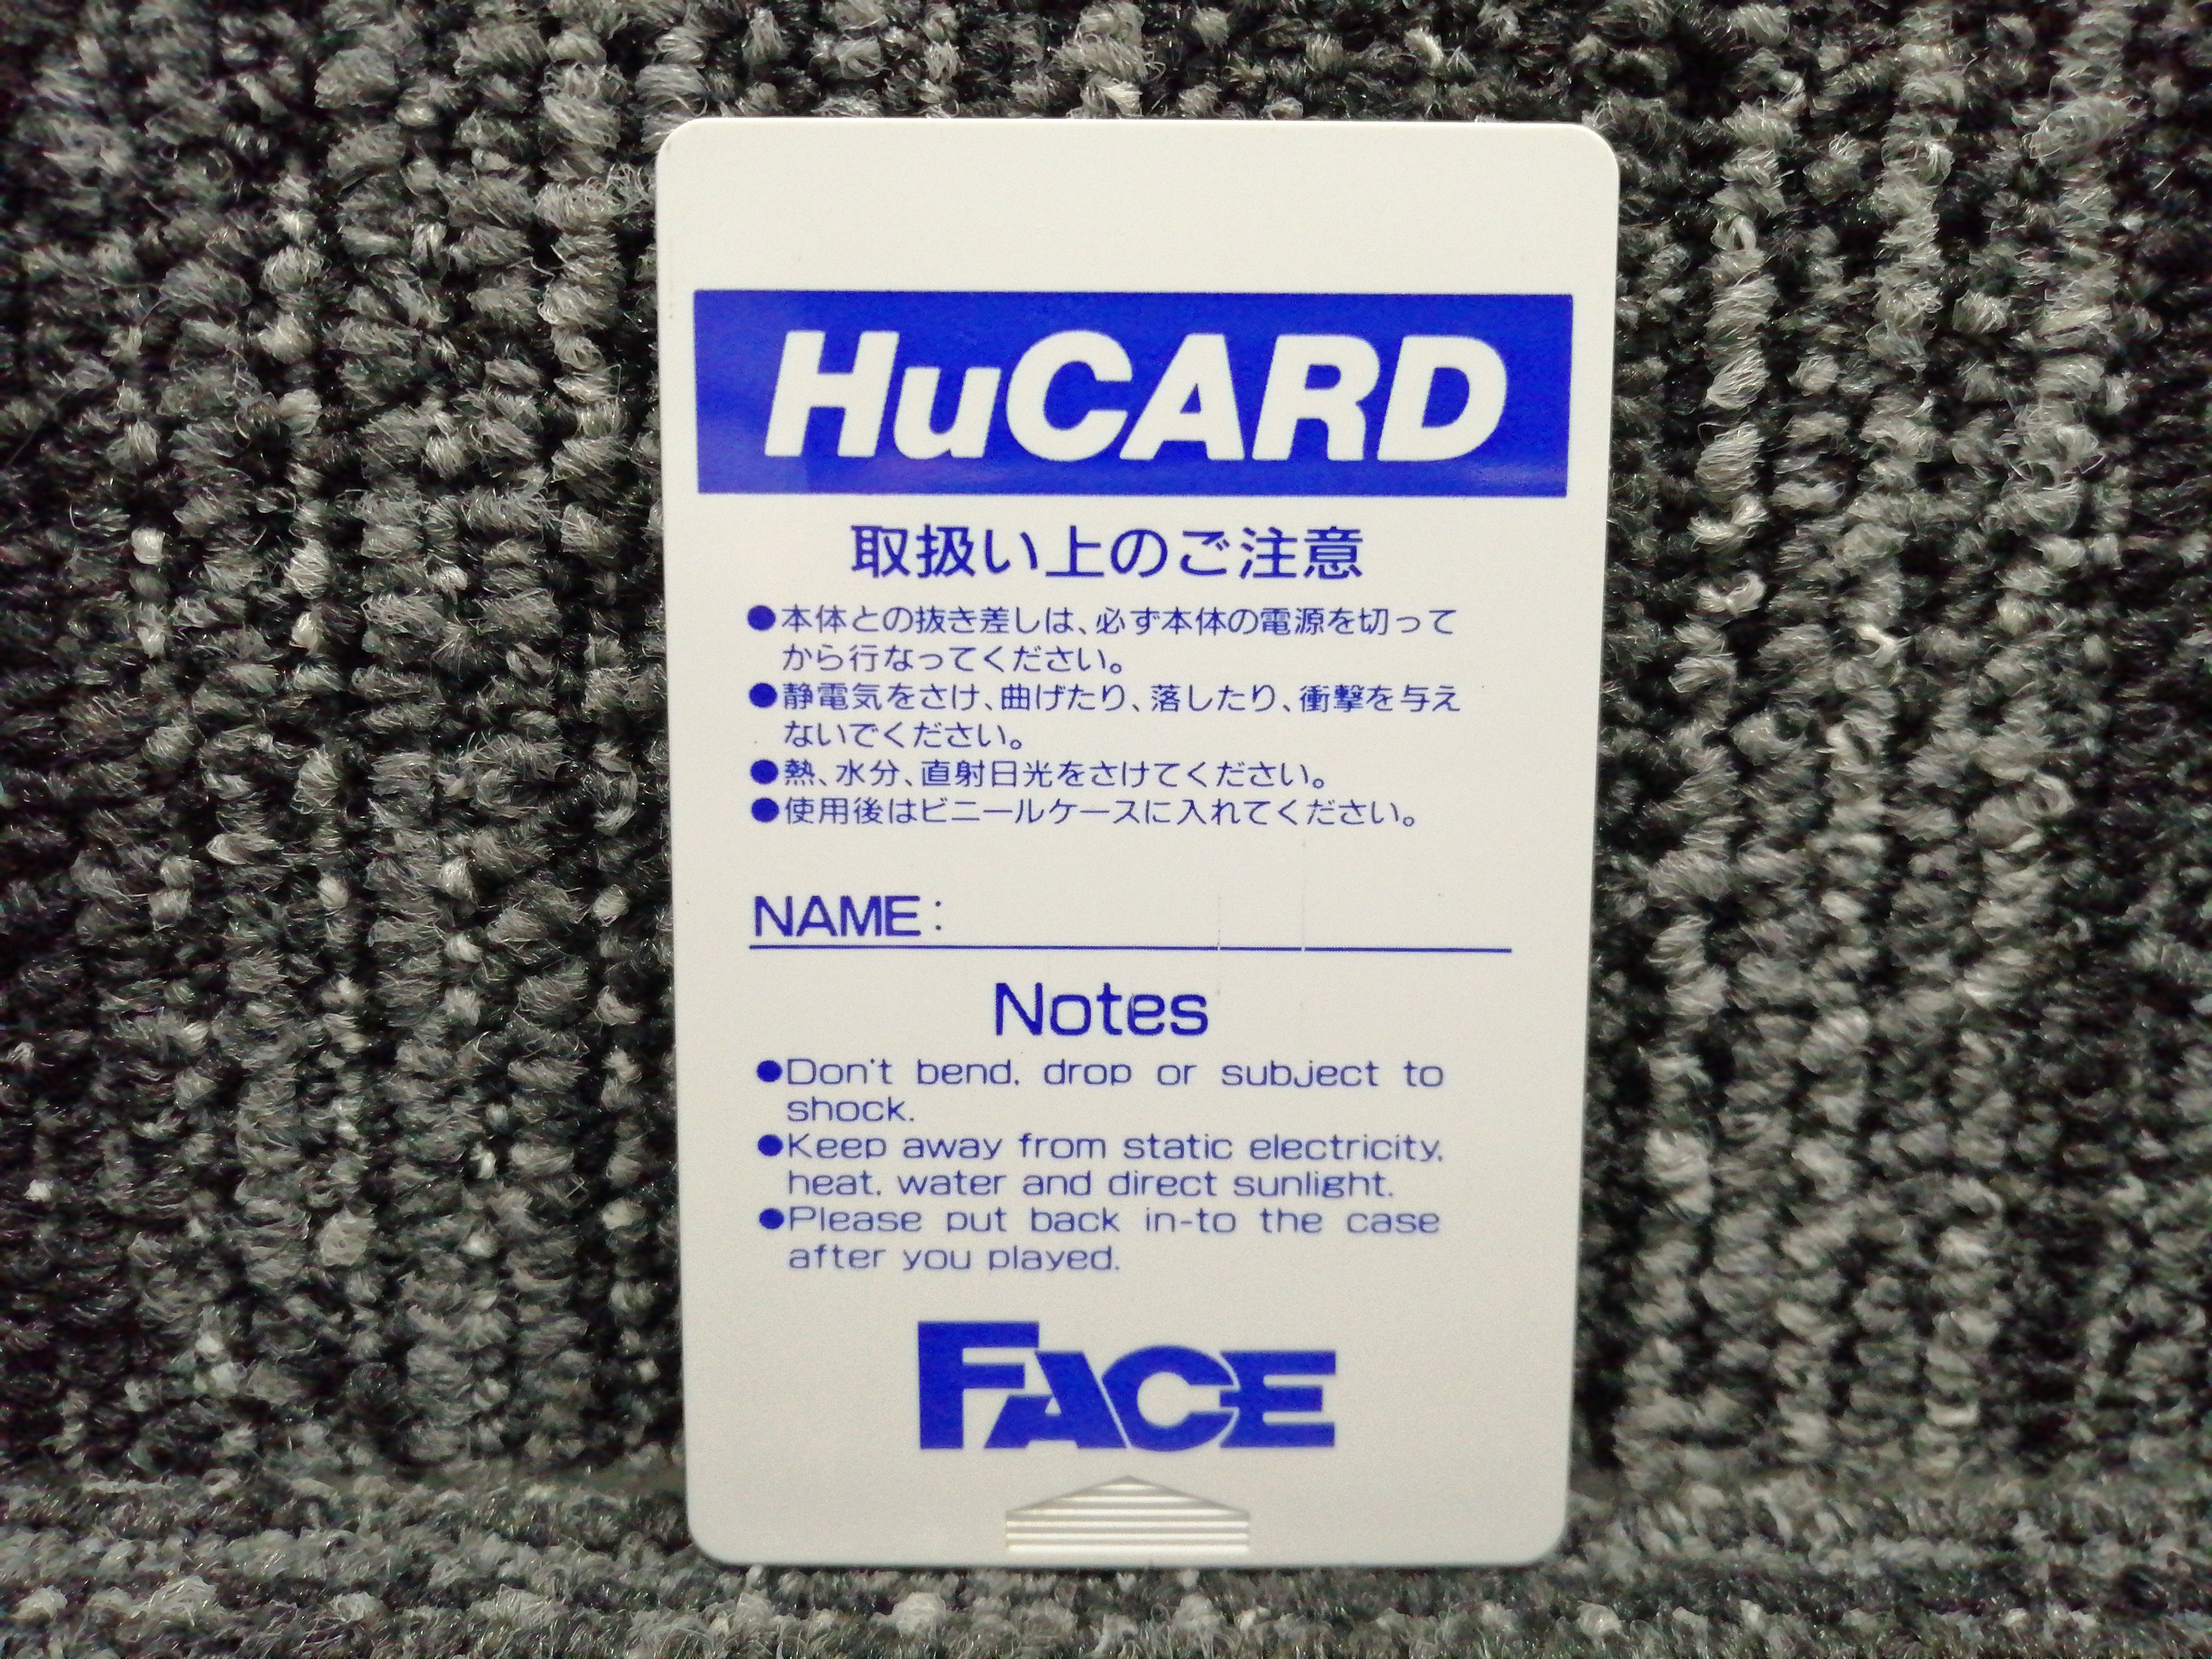 HuCARD
取扱い上のご注意
●本体との抜き差しは、必ず本体の電源を切って
から行なってください。
●静電気をさけ、曲げたり、落したり、衝撃を与え
ないでください。
●熱、水分、直射日光をさけてください。
●使用後はビニールケースに入れてください。
NAME:
Notes
●Don't bend, drop or subject to
shock.
●Keep away from static electricity,
heat, water and direct sunlight.
●Please put back in-to the case
after you played.
FACE